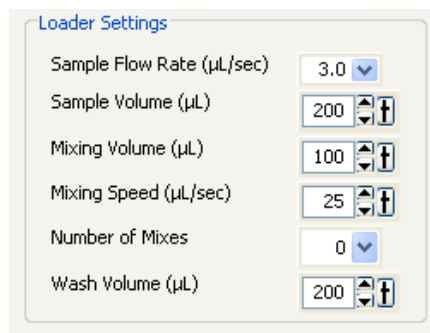 Loader Settings
Sample Flow Rate (µL/sec) 3.0
Sample Volume (µL) 200
Mixing Volume (µL) 100
Mixing Speed (µL/sec) 25
Number of Mixes 0
Wash Volume (µL) 200